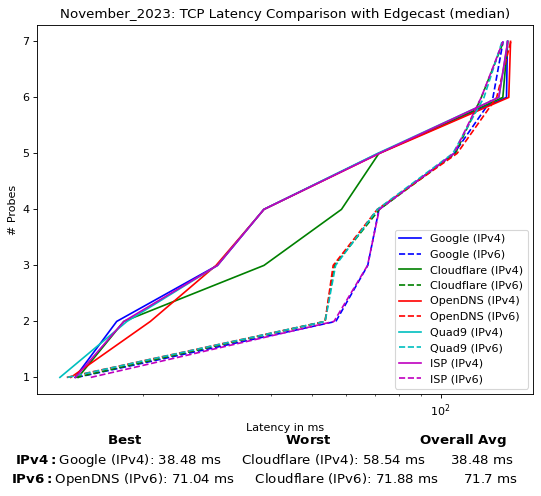 November_2023: TCP Latency Comparison with Edgecast (median)
7
6
5
4
3
2
1
# Probes
Google (IPv4)
Google (IPv6)
Cloudflare (IPv4)
Cloudflare (IPv6)
OpenDNS (IPv4)
OpenDNS (IPv6)
Quad9 (IPv4)
Quad9 (IPv6)
ISP (IPv4)
ISP (IPv6)
10²
Latency in ms
Best Worst Overall Avg
IPv4: Google (IPv4): 38.48 ms Cloudflare (IPv4): 58.54 ms 38.48 ms
IPv6: OpenDNS (IPv6): 71.04 ms Cloudflare (IPv6): 71.88 ms 71.7 ms